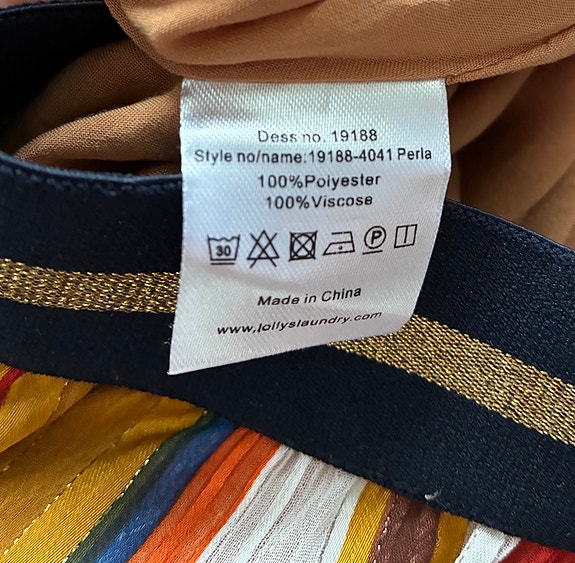 Dess no. 19188
Style no/name:19188-4041 Perla
100%Polyester
100%Viscose
30
P
Made in China
www.lollyslaundry.com